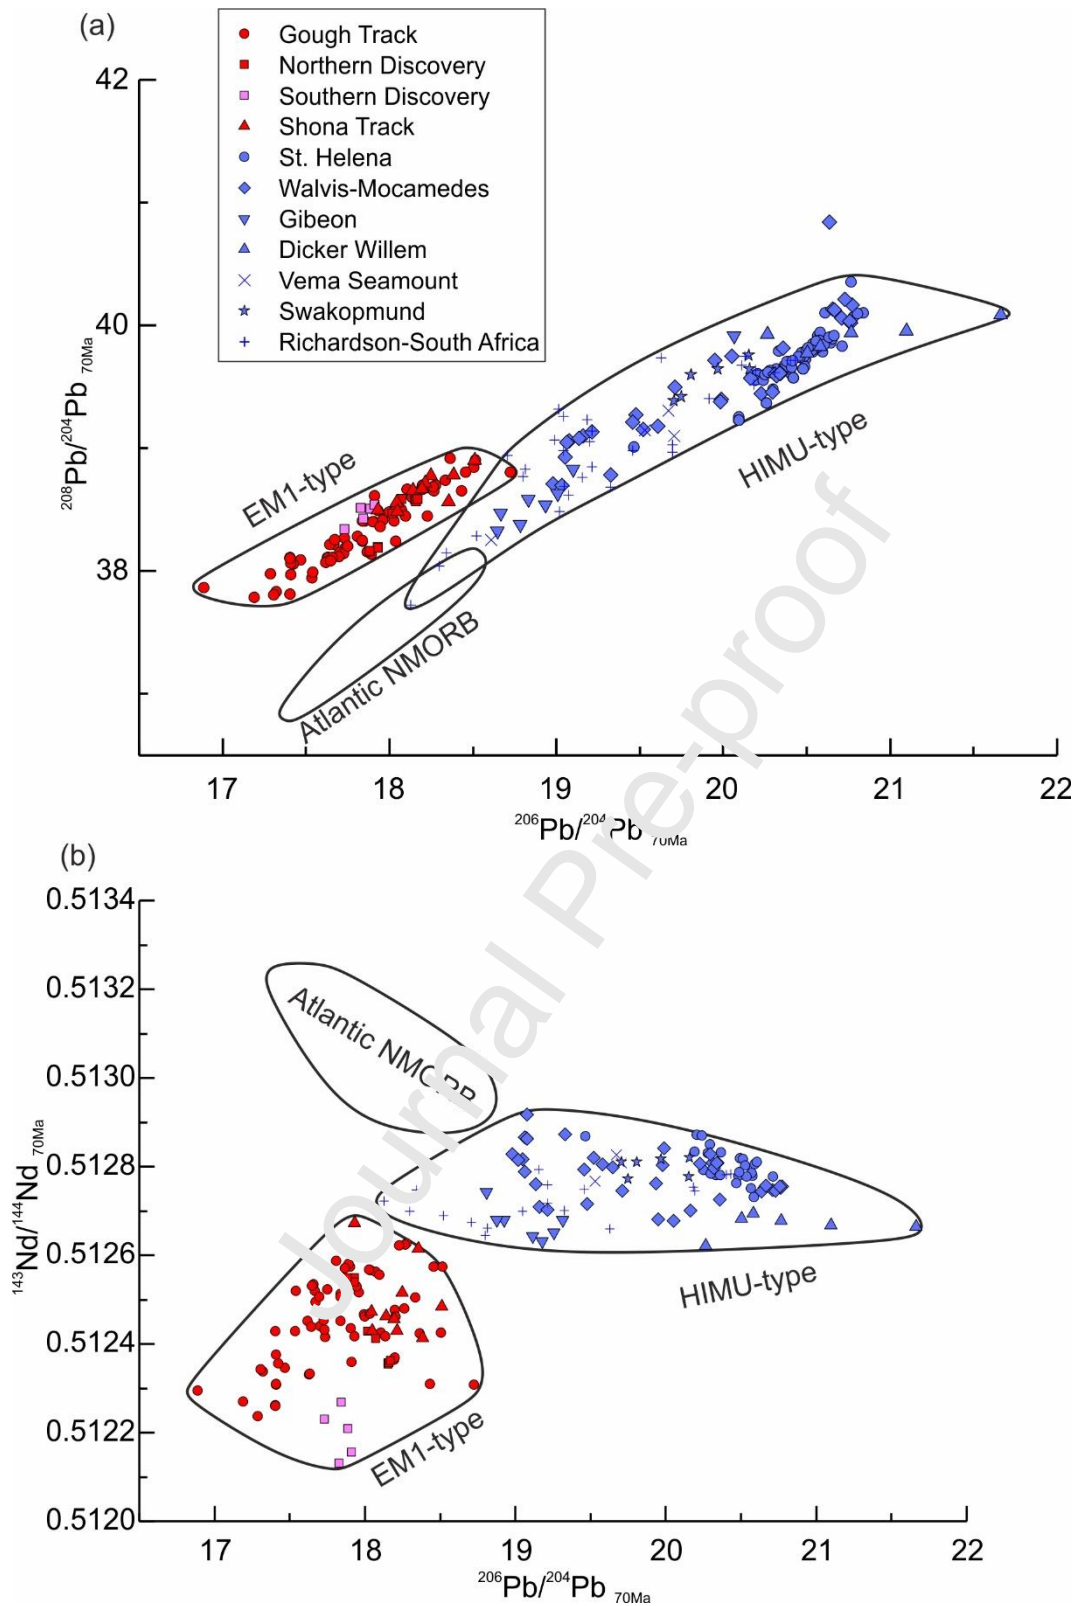 (a)
Gough Track
Northern Discovery
Southern Discovery
Shona Track
St. Helena
Walvis-Mocamedes
Gibeon
Dicker Willem
Vema Seamount
Swakopmund
Richardson-South Africa
42
40
38
208Pb/204Pb 70Ma
EM1-type
HIMU-type
Atlantic NMORB
17 18 19 20 21 22
206Pb/204Pb 70Ma
Journal Pre-proof
(b)
0.5134
0.5132
0.5130
0.5128
0.5126
0.5124
0.5122
0.5120
143Nd/144Nd 70Ma
Atlantic NMORB
HIMU-type
EM1-type
17 18 19 20 21 22
206Pb/204Pb 70Ma